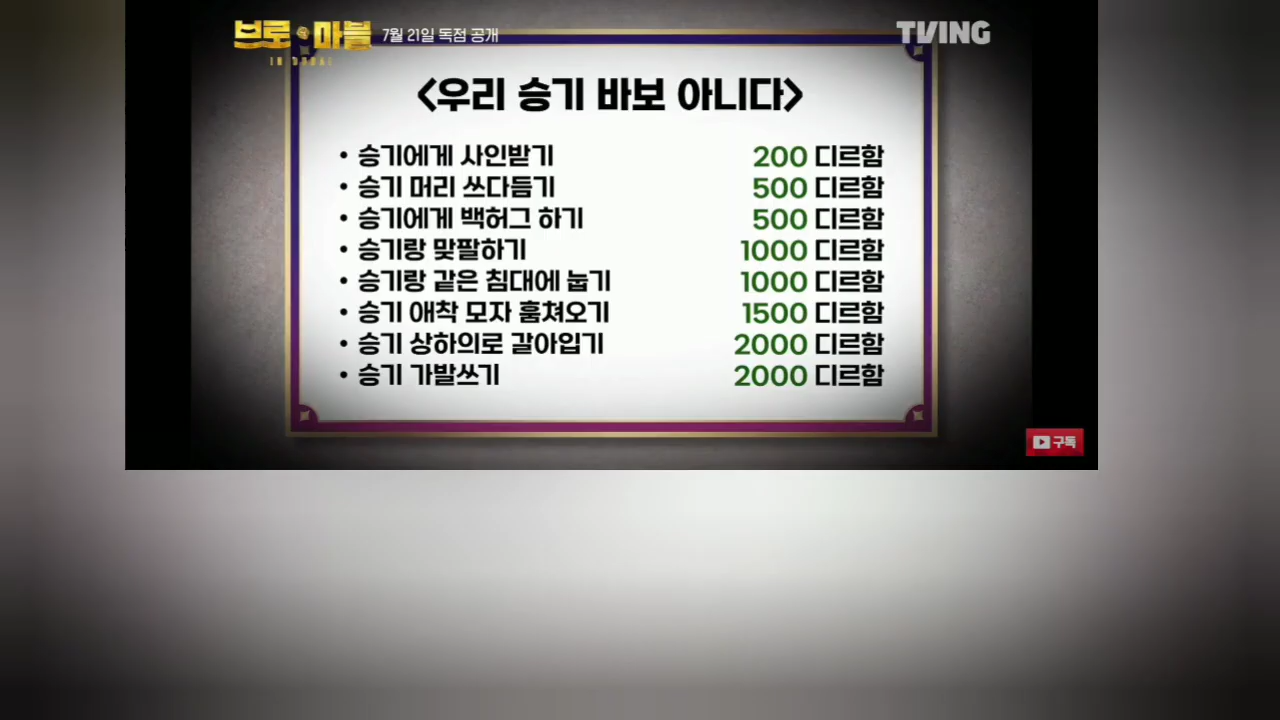 브로마블 7월 21일 독점 공개
TVING
IN DUBAI
<우리 승기 바보 아니다>
• 승기에게 사인받기 200 디르함
• 승기 머리 쓰다듬기 500 디르함
• 승기에게 백허그 하기 500 디르함
• 승기랑 맞팔하기 1000 디르함
• 승기랑 같은 침대에 눕기 1000 디르함
• 승기 애착 모자 훔쳐오기 1500 디르함
• 승기 상하의로 갈아입기 2000 디르함
• 승기 가발쓰기 2000 디르함
구독